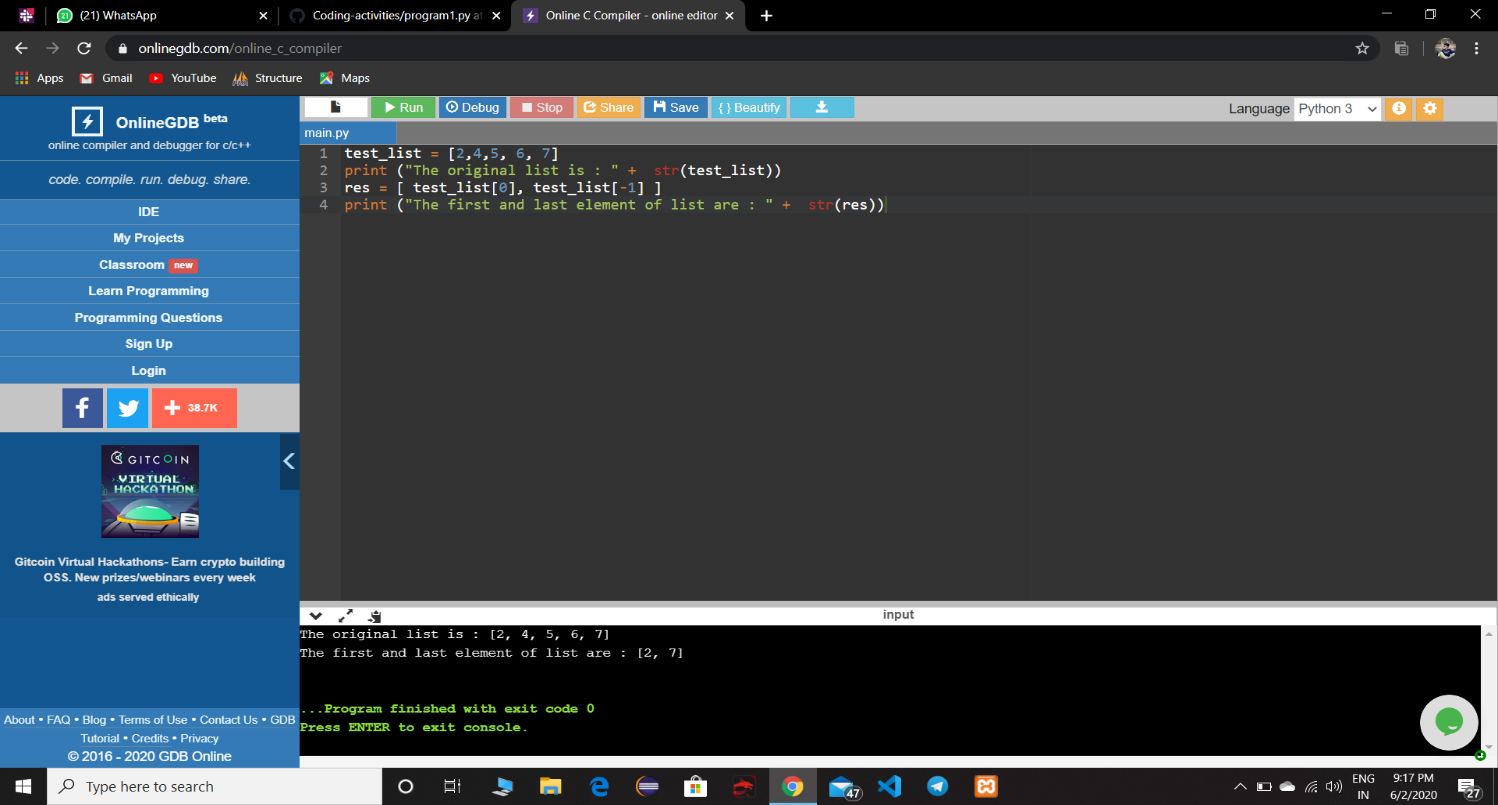 (21) WhatsApp
Coding-activities/program1.py at
Online C Compiler - online editor
onlinegdb.com/online_c_compiler
Apps Gmail YouTube Structure Maps
OnlineGDB beta
online compiler and debugger for c/c++
code. compile. run. debug. share.
IDE
My Projects
Classroom new
Learn Programming
Programming Questions
Sign Up
Login
38.7K
GITCOIN
VIRTUAL
HACKATHON
Gitcoin Virtual Hackathons- Earn crypto building
OSS. New prizes/webinars every week
ads served ethically
About • FAQ • Blog • Terms of Use • Contact Us • GDB
Tutorial • Credits • Privacy
© 2016 - 2020 GDB Online
Run Debug Stop Share Save { } Beautify
Language Python 3
main.py
1 test_list = [2,4,5, 6, 7]
2 print ("The original list is : " +  str(test_list))
3 res = [ test_list[0], test_list[-1] ]
4 print ("The first and last element of list are : " +  str(res))
input
The original list is : [2, 4, 5, 6, 7]
The first and last element of list are : [2, 7]
...Program finished with exit code 0
Press ENTER to exit console.
Type here to search
47
ENG
IN
9:17 PM
6/2/2020
27